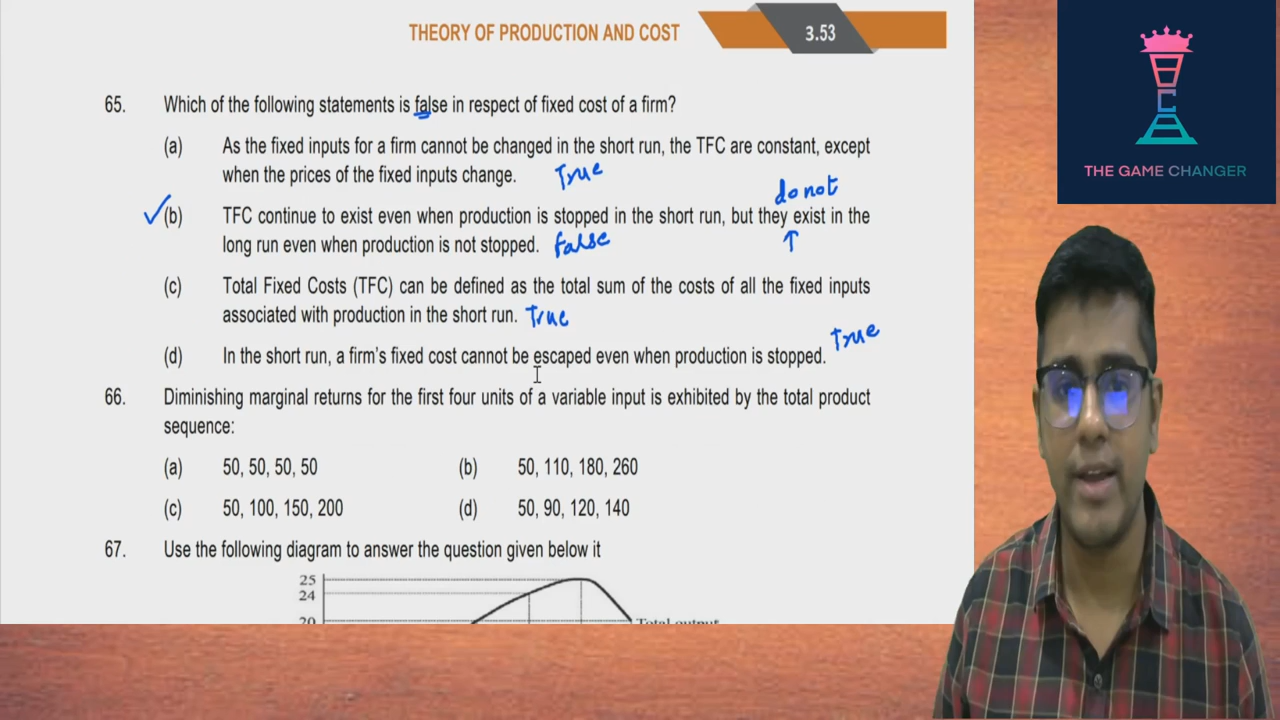 THEORY OF PRODUCTION AND COST 3.53
65. Which of the following statements is false in respect of fixed cost of a firm?
(a) As the fixed inputs for a firm cannot be changed in the short run, the TFC are constant, except
when the prices of the fixed inputs change. True
do not
(b) TFC continue to exist even when production is stopped in the short run, but they exist in the
long run even when production is not stopped. False
(c) Total Fixed Costs (TFC) can be defined as the total sum of the costs of all the fixed inputs
associated with production in the short run. True
(d) In the short run, a firm's fixed cost cannot be escaped even when production is stopped. True
66. Diminishing marginal returns for the first four units of a variable input is exhibited by the total product
sequence:
(a) 50, 50, 50, 50 (b) 50, 110, 180, 260
(c) 50, 100, 150, 200 (d) 50, 90, 120, 140
67. Use the following diagram to answer the question given below it
25
24
20 Total output
THE GAME CHANGER